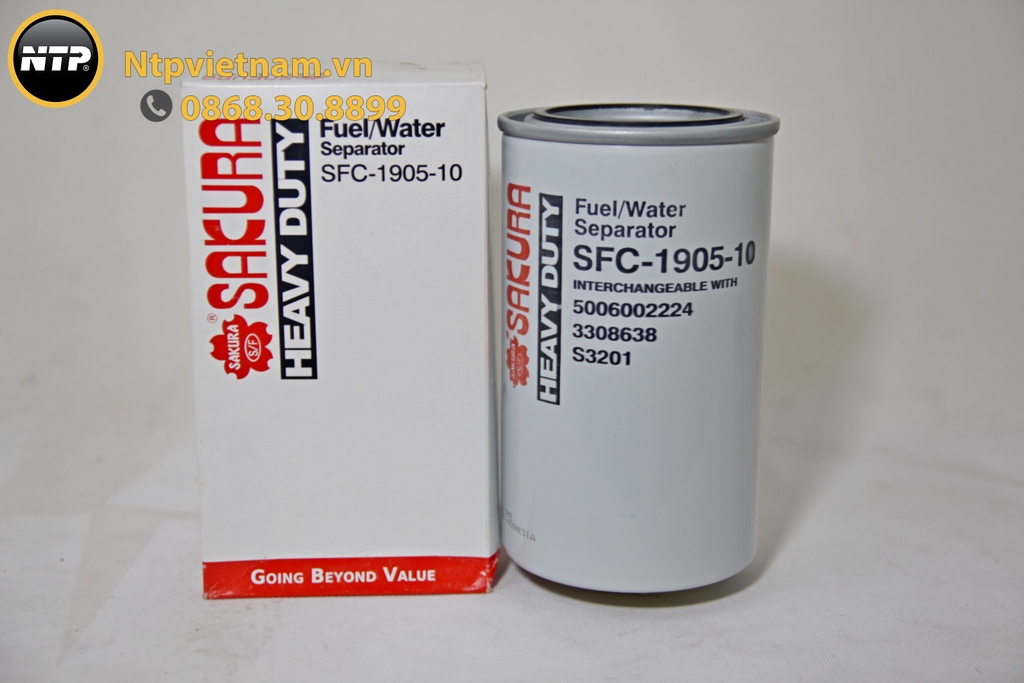 NTP®
Ntpvietnam.vn
0868.30.8899
SAKURA
®
SAKURA
S/F
HEAVY DUTY
Fuel/Water
Separator
SFC-1905-10
GOING BEYOND VALUE
SAKURA
SAKURA
HEAVY DUTY
Fuel/Water
Separator
SFC-1905-10
INTERCHANGEABLE WITH
5006002224
3308638
S3201